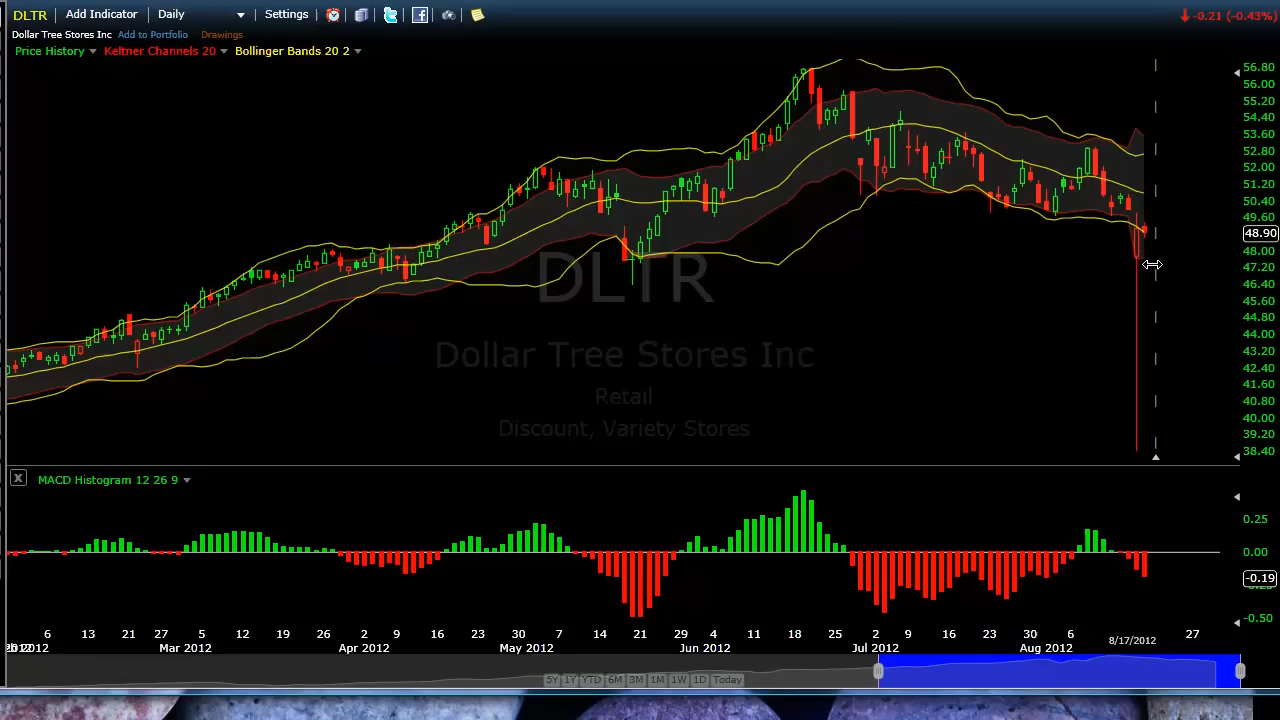 DLTR Add Indicator Daily Settings -0.21 (-0.43%)
Dollar Tree Stores Inc Add to Portfolio Drawings
Price History Keltner Channels 20 Bollinger Bands 20 2
56.80
56.00
55.20
54.40
53.60
52.80
52.00
51.20
50.40
49.60
48.90
48.00
47.20
46.40
45.60
44.80
44.00
43.20
42.40
41.60
40.80
40.00
39.20
38.40
DLTR
Dollar Tree Stores Inc
Retail
Discount, Variety Stores
X MACD Histogram 12 26 9
0.25
0.00
-0.19
-0.50
6 13 21 27 5 12 19 26 2 9 16 23 30 7 14 21 29 4 11 18 25 2 9 16 23 30 6 27
2012 Mar 2012 Apr 2012 May 2012 Jun 2012 Jul 2012 Aug 2012 8/17/2012
5Y 1Y YTD 6M 3M 1M 1W 1D Today